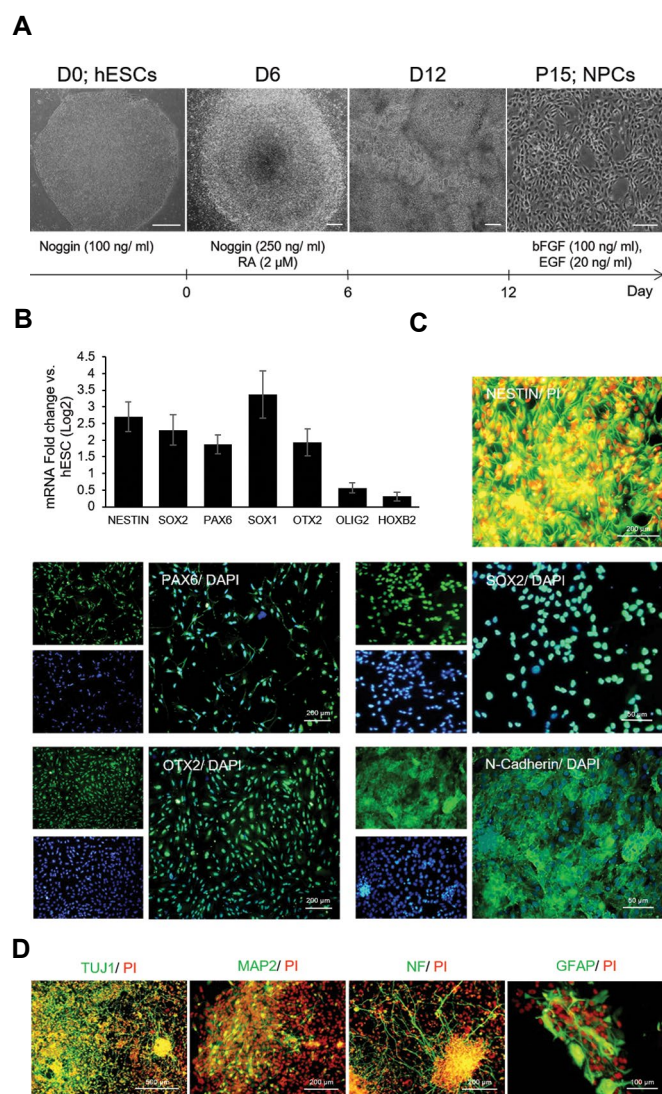 A
D0; hESCs
D6
D12
P15; NPCs
Noggin (100 ng/ ml)
Noggin (250 ng/ ml)
RA (2 µM)
bFGF (100 ng/ ml),
EGF (20 ng/ ml)
0
6
12
Day
B
mRNA Fold change vs.
hESC (Log2)
4.5
4
3.5
3
2.5
2
1.5
1
0.5
0
NESTIN
SOX2
PAX6
SOX1
OTX2
OLIG2
HOXB2
C
NESTIN/ PI
200 µm
PAX6/ DAPI
200 µm
SOX2/ DAPI
50 µm
OTX2/ DAPI
200 µm
N-Cadherin/ DAPI
50 µm
D
TUJ1/ PI
500 µm
MAP2/ PI
200 µm
NF/ PI
200 µm
GFAP/ PI
100 µm